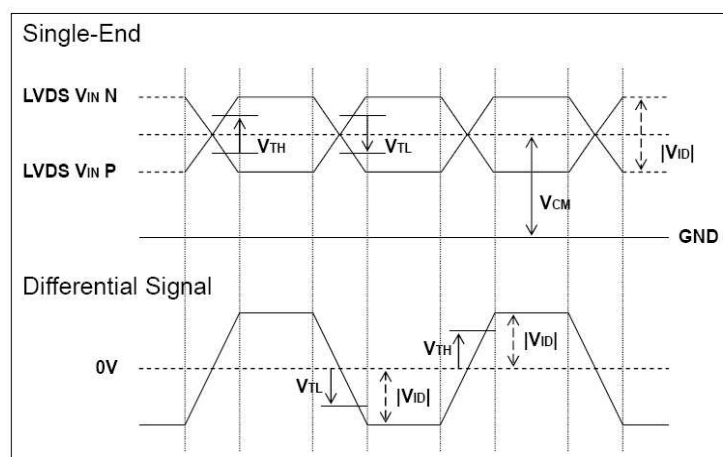 Single-End
LVDS VIN N
VTH
VTL
|VID|
LVDS VIN P
VCM
GND
Differential Signal
VTH
|VID|
0V
VTL
|VID|